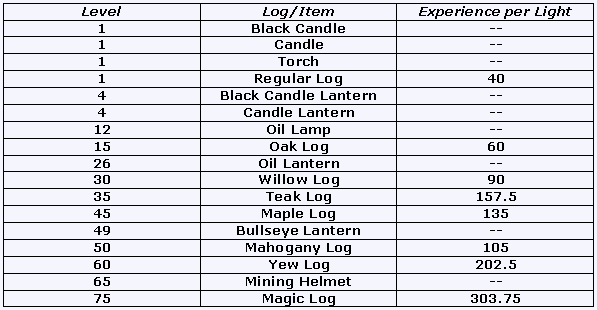 Level Log/Item Experience per Light
1 Black Candle --
1 Candle --
1 Torch --
1 Regular Log 40
4 Black Candle Lantern --
4 Candle Lantern --
12 Oil Lamp --
15 Oak Log 60
26 Oil Lantern --
30 Willow Log 90
35 Teak Log 157.5
45 Maple Log 135
49 Bullseye Lantern --
50 Mahogany Log 105
60 Yew Log 202.5
65 Mining Helmet --
75 Magic Log 303.75